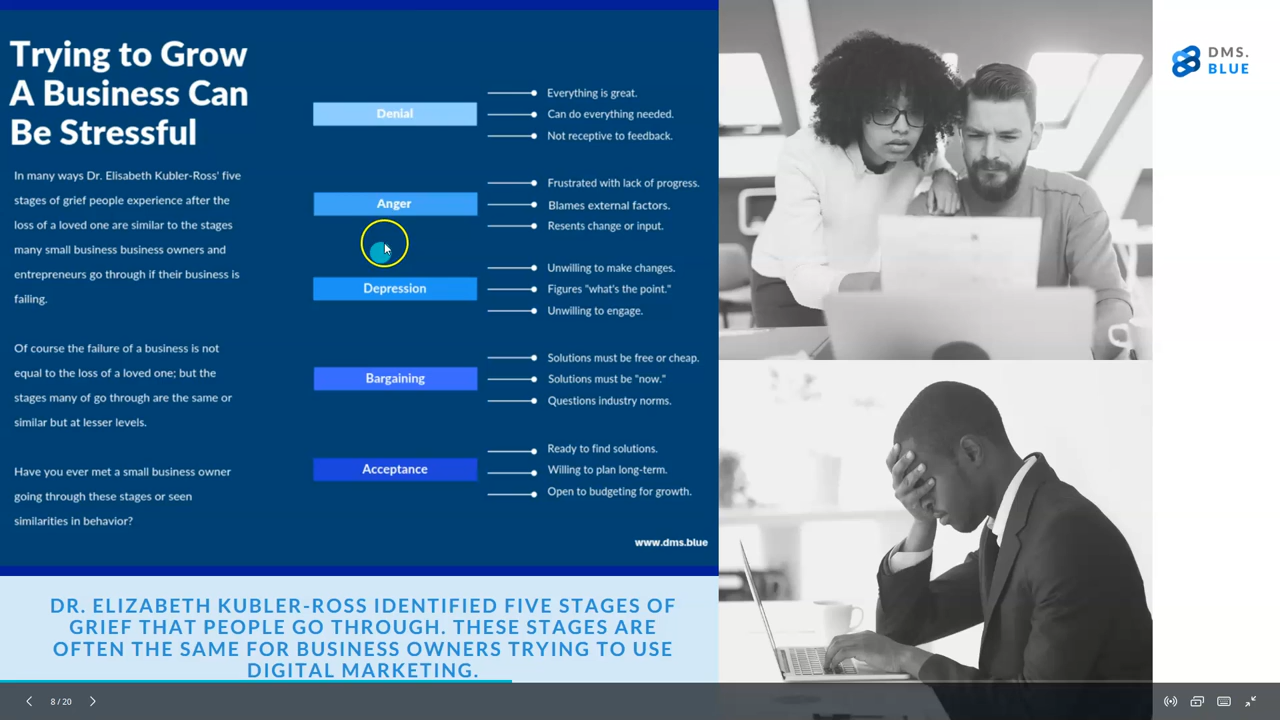 Trying to Grow
A Business Can
Be Stressful
In many ways Dr. Elisabeth Kubler-Ross' five
stages of grief people experience after the
loss of a loved one are similar to the stages
many small business business owners and
entrepreneurs go through if their business is
failing.
Of course the failure of a business is not
equal to the loss of a loved one; but the
stages many of go through are the same or
similar but at lesser levels.
Have you ever met a small business owner
going through these stages or seen
similarities in behavior?
Denial
Everything is great.
Can do everything needed.
Not receptive to feedback.
Anger
Frustrated with lack of progress.
Blames external factors.
Resents change or input.
Depression
Unwilling to make changes.
Figures "what's the point."
Unwilling to engage.
Bargaining
Solutions must be free or cheap.
Solutions must be "now."
Questions industry norms.
Acceptance
Ready to find solutions.
Willing to plan long-term.
Open to budgeting for growth.
www.dms.blue
DR. ELIZABETH KUBLER-ROSS IDENTIFIED FIVE STAGES OF
GRIEF THAT PEOPLE GO THROUGH. THESE STAGES ARE
OFTEN THE SAME FOR BUSINESS OWNERS TRYING TO USE
DIGITAL MARKETING.
DMS.
BLUE
8 / 20